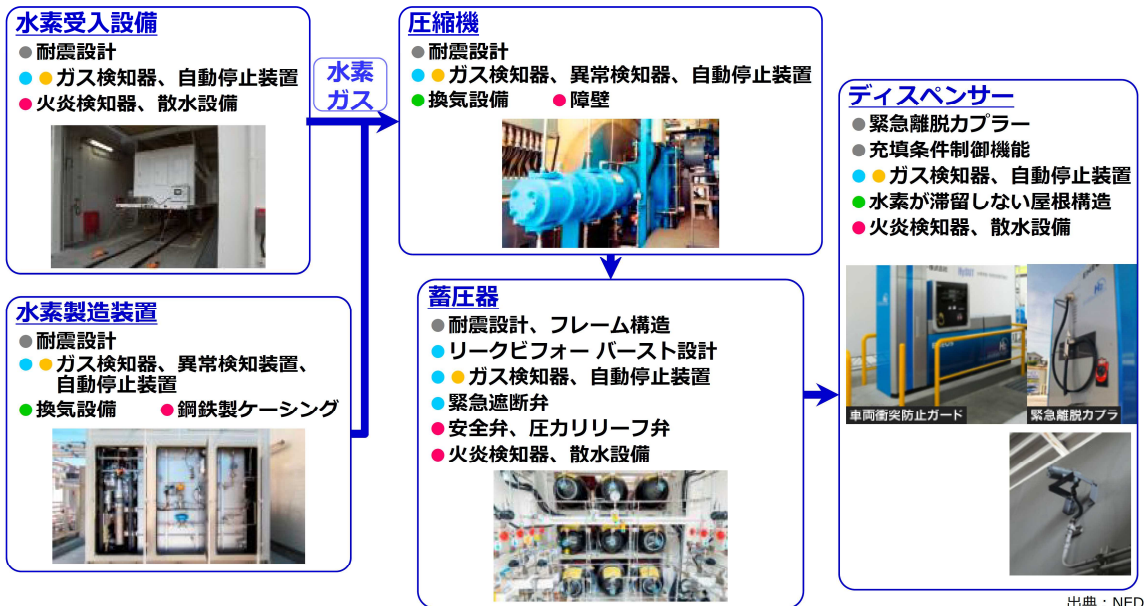 水素受入設備
●耐震設計
●●ガス検知器、自動停止装置
●火炎検知器、散水設備
水素
ガス
水素製造装置
●耐震設計
●●ガス検知器、異常検知装置、
自動停止装置
●換気設備 ●鋼鉄製ケーシング
圧縮機
●耐震設計
●●ガス検知器、異常検知器、自動停止装置
●換気設備 ●障壁
蓄圧器
●耐震設計、フレーム構造
●リークビフォー バースト設計
●●ガス検知器、自動停止装置
●緊急遮断弁
●安全弁、圧力リリーフ弁
●火炎検知器、散水設備
ディスペンサー
●緊急離脱カプラー
●充填条件制御機能
●●ガス検知器、自動停止装置
●水素が滞留しない屋根構造
●火炎検知器、散水設備
車両衝突防止ガード
緊急離脱カプラ
出典：NED